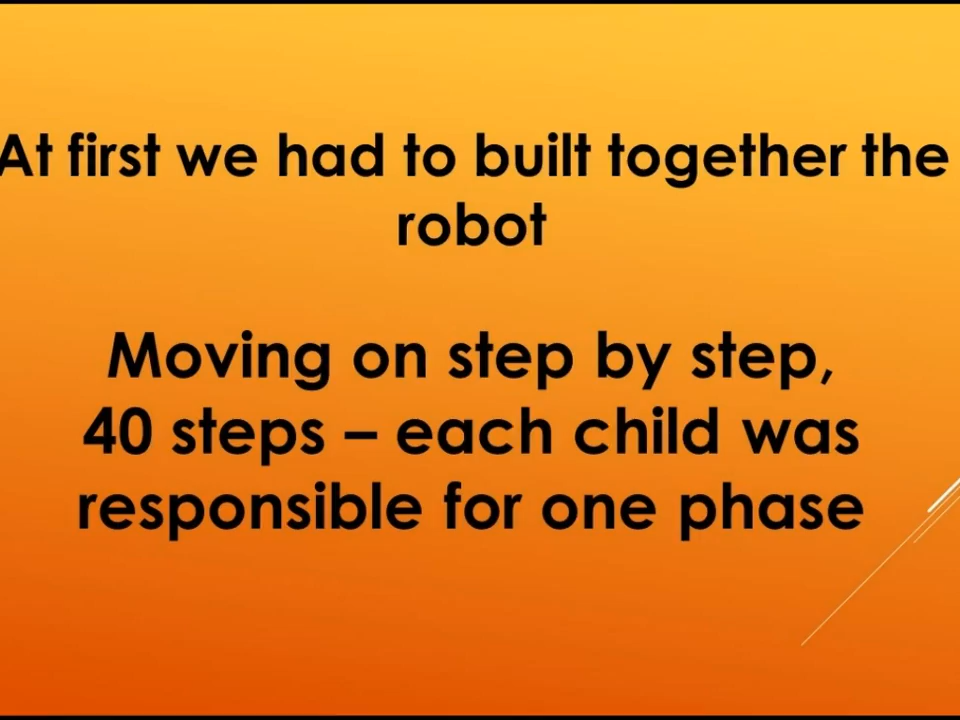 At first we had to built together the
robot
Moving on step by step,
40 steps – each child was
responsible for one phase